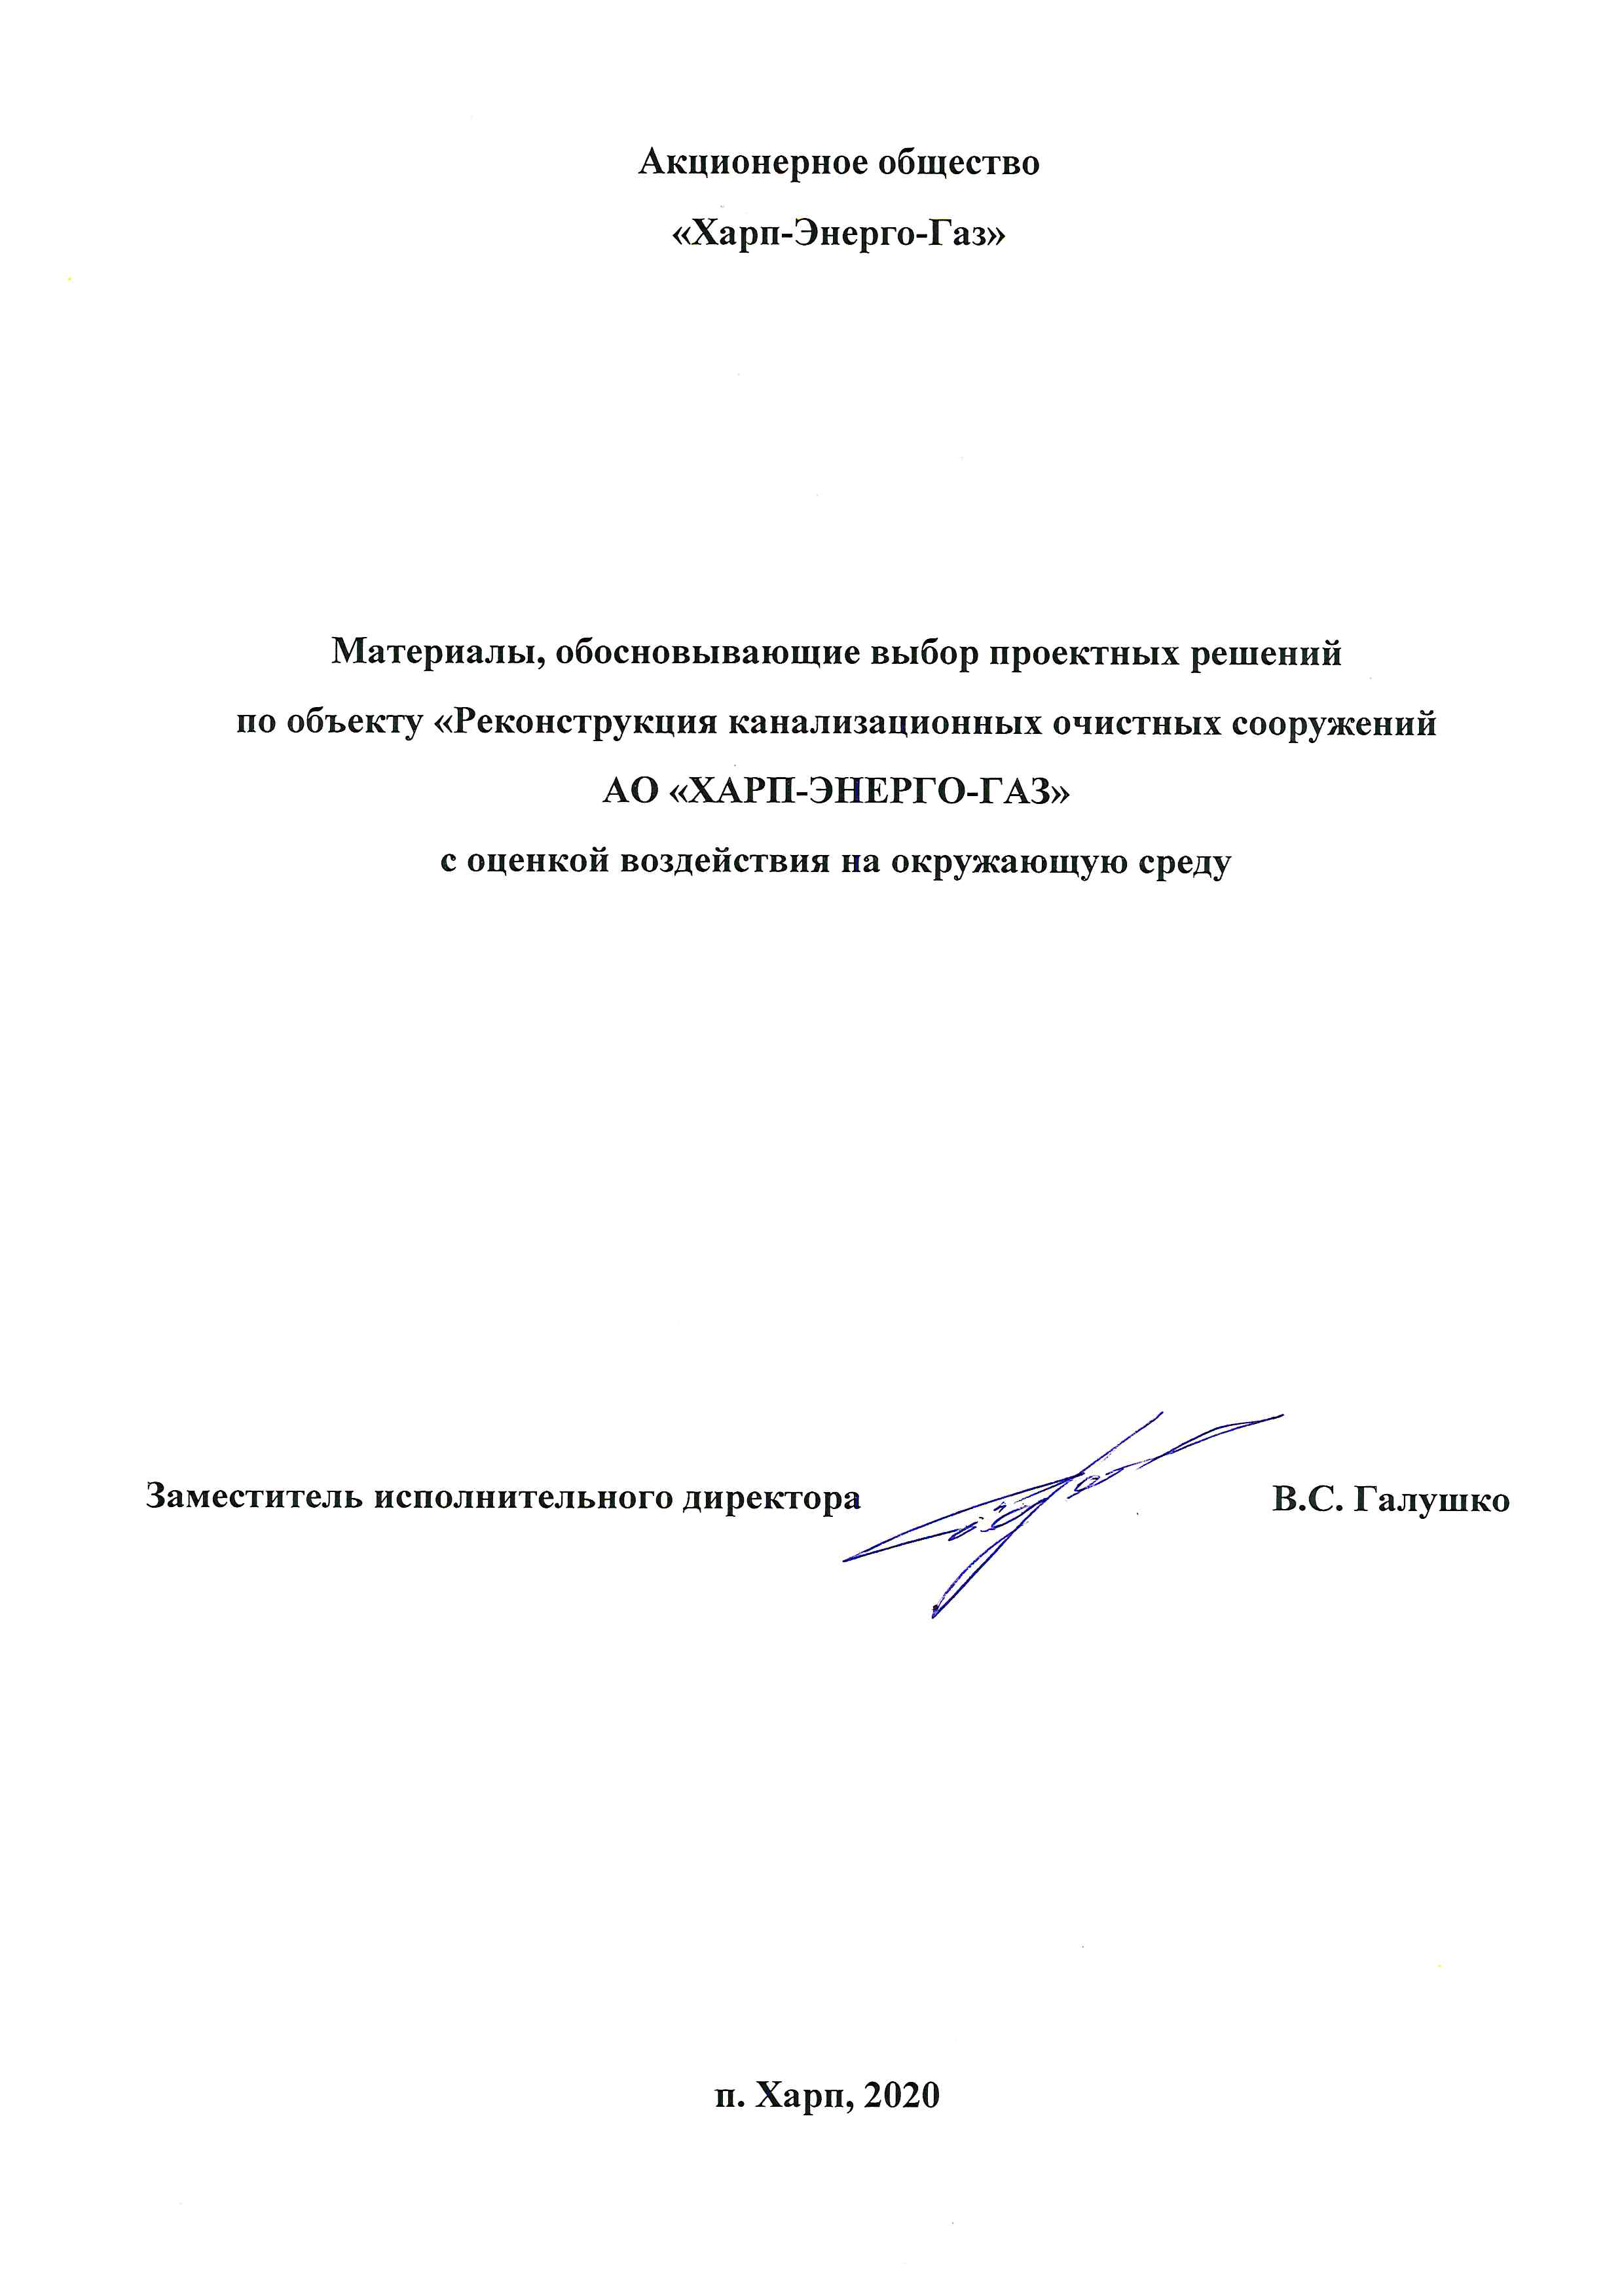 Акционерное общество
«Харп-Энерго-Газ»
Материалы, обосновывающие выбор проектных решений
по объекту «Реконструкция канализационных очистных сооружений
АО «ХАРП-ЭНЕРГО-ГАЗ»
с оценкой воздействия на окружающую среду
Заместитель исполнительного директора В.С. Галушко
п. Харп, 2020